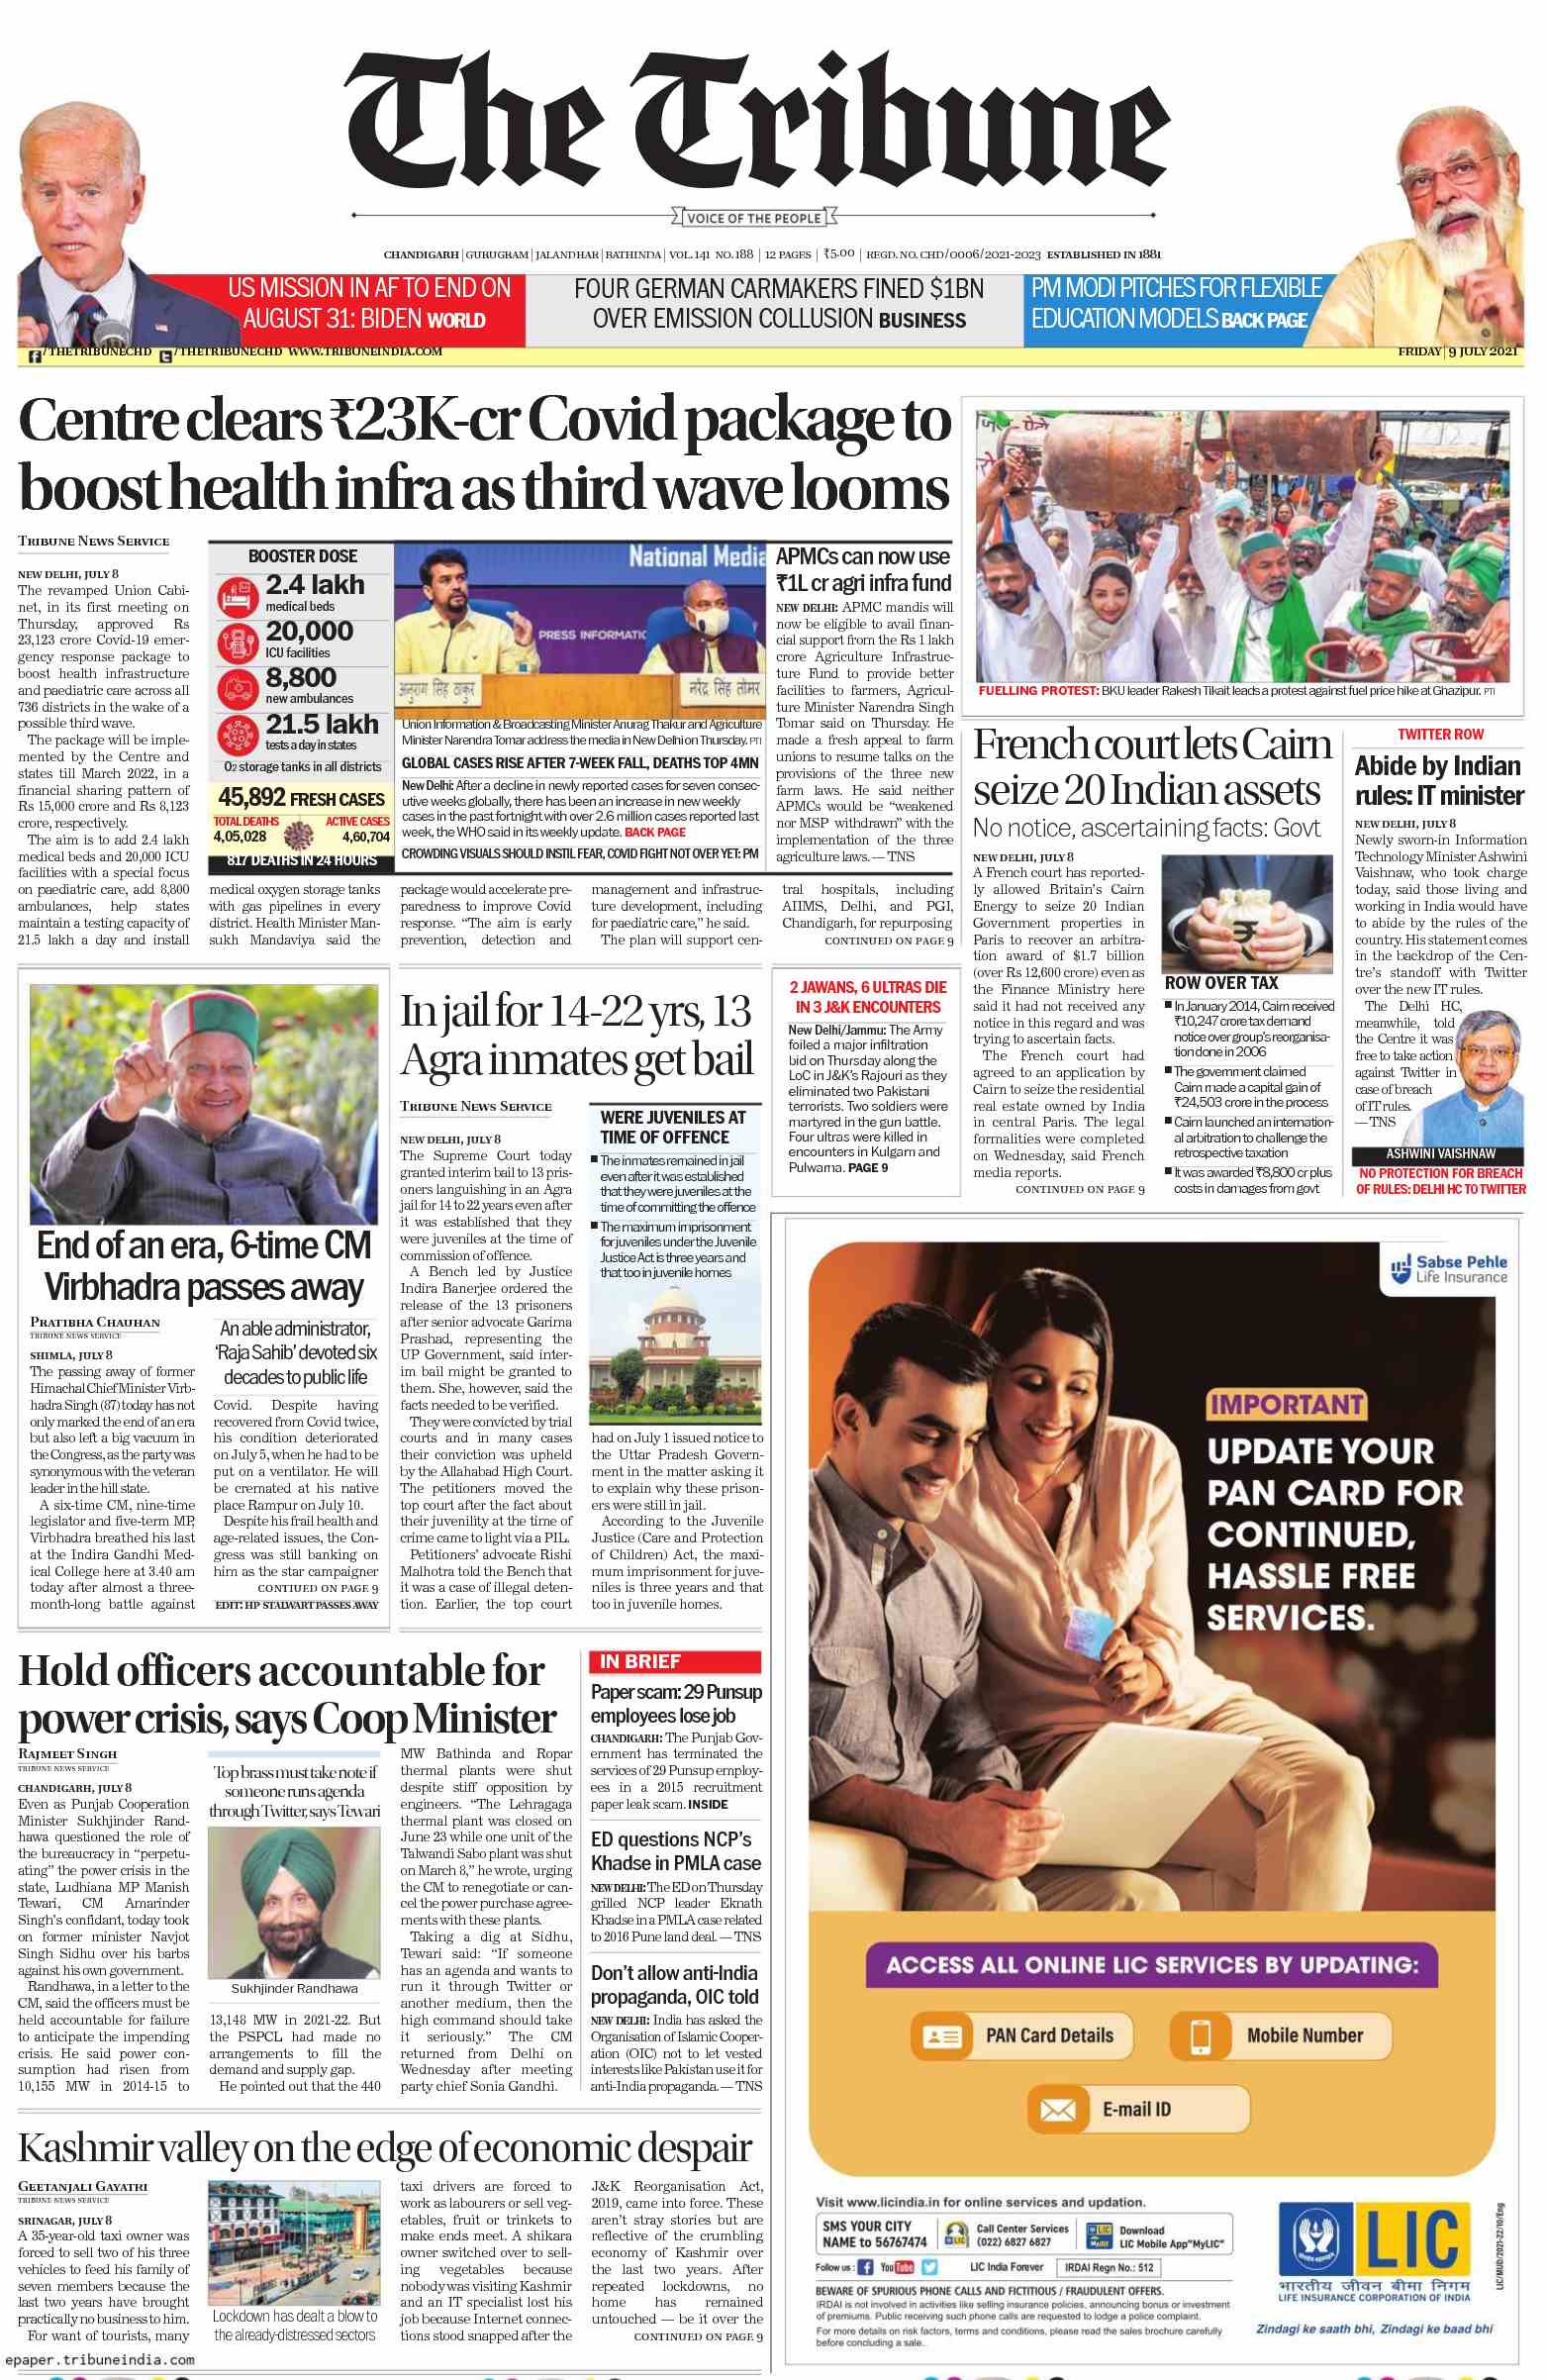 The Tribune
VOICE OF THE PEOPLE
CHANDIGARH | GURUGRAM | JALANDHAR | BATHINDA | VOL. 141 NO. 188 | 12 PAGES | ₹5.00 | REGD. NO. CHD/0006/2021-2023 ESTABLISHED IN 1881
US MISSION IN AF TO END ON
AUGUST 31: BIDEN WORLD
FOUR GERMAN CARMAKERS FINED $1BN
OVER EMISSION COLLUSION BUSINESS
PM MODI PITCHES FOR FLEXIBLE
EDUCATION MODELS BACK PAGE
/THETRIBUNECHD /THETRIBUNECHD WWW.TRIBUNEINDIA.COM
FRIDAY | 9 JULY 2021
Centre clears ₹23K-cr Covid package to
boost health infra as third wave looms
TRIBUNE NEWS SERVICE
NEW DELHI, JULY 8
The revamped Union Cabi-
net, in its first meeting on
Thursday, approved Rs
23,123 crore Covid-19 emer-
gency response package to
boost health infrastructure
and paediatric care across all
736 districts in the wake of a
possible third wave.
The package will be imple-
mented by the Centre and
states till March 2022, in a
financial sharing pattern of
Rs 15,000 crore and Rs 8,123
crore, respectively.
The aim is to add 2.4 lakh
medical beds and 20,000 ICU
facilities with a special focus
on paediatric care, add 8,800
ambulances, help states
maintain a testing capacity of
21.5 lakh a day and install
BOOSTER DOSE
2.4 lakh
medical beds
20,000
ICU facilities
8,800
new ambulances
21.5 lakh
tests a day in states
O2 storage tanks in all districts
45,892 FRESH CASES
TOTAL DEATHS
4,05,028
ACTIVE CASES
4,60,704
817 DEATHS IN 24 HOURS
National Media
PRESS INFORMATIC
अनुराग सिंह ठाकुर
नरेंद्र सिंह तोमर
Union Information & Broadcasting Minister Anurag Thakur and Agriculture
Minister Narendra Tomar address the media in New Delhi on Thursday. PTI
GLOBAL CASES RISE AFTER 7-WEEK FALL, DEATHS TOP 4MN
New Delhi: After a decline in newly reported cases for seven consec-
utive weeks globally, there has been an increase in new weekly
cases in the past fortnight with over 2.6 million cases reported last
week, the WHO said in its weekly update. BACK PAGE
CROWDING VISUALS SHOULD INSTIL FEAR, COVID FIGHT NOT OVER YET: PM
medical oxygen storage tanks
with gas pipelines in every
district. Health Minister Man-
sukh Mandaviya said the
package would accelerate pre-
paredness to improve Covid
response. “The aim is early
prevention, detection and
management and infrastruc-
ture development, including
for paediatric care,” he said.
The plan will support cen-
tral hospitals, including
AIIMS, Delhi, and PGI,
Chandigarh, for repurposing
CONTINUED ON PAGE 9
APMCs can now use
₹1L cr agri infra fund
NEW DELHI: APMC mandis will
now be eligible to avail finan-
cial support from the Rs 1 lakh
crore Agriculture Infrastruc-
ture Fund to provide better
facilities to farmers, Agricul-
ture Minister Narendra Singh
Tomar said on Thursday. He
made a fresh appeal to farm
unions to resume talks on the
provisions of the three new
farm laws. He said neither
APMCs would be “weakened
nor MSP withdrawn” with the
implementation of the three
agriculture laws. — TNS
FUELLING PROTEST: BKU leader Rakesh Tikait leads a protest against fuel price hike at Ghazipur. PTI
French court lets Cairn
seize 20 Indian assets
No notice, ascertaining facts: Govt
NEW DELHI, JULY 8
A French court has reported-
ly allowed Britain's Cairn
Energy to seize 20 Indian
Government properties in
Paris to recover an arbitra-
tion award of $1.7 billion
(over Rs 12,600 crore) even as
the Finance Ministry here
said it had not received any
notice in this regard and was
trying to ascertain facts.
The French court had
agreed to an application by
Cairn to seize the residential
real estate owned by India
in central Paris. The legal
formalities were completed
on Wednesday, said French
media reports.
CONTINUED ON PAGE 9
ROW OVER TAX
In January 2014, Cairn received
₹10,247 crore tax demand
notice over group's reorganisa-
tion done in 2006
The government claimed
Cairn made a capital gain of
₹24,503 crore in the process
Cairn launched an internation-
al arbitration to challenge the
retrospective taxation
It was awarded ₹8,800 cr plus
costs in damages from govt
TWITTER ROW
Abide by Indian
rules: IT minister
NEW DELHI, JULY 8
Newly sworn-in Information
Technology Minister Ashwini
Vaishnaw, who took charge
today, said those living and
working in India would have
to abide by the rules of the
country. His statement comes
in the backdrop of the Cen-
tre's standoff with Twitter
over the new IT rules.
The Delhi HC,
meanwhile, told
the Centre it was
free to take action
against Twitter in
case of breach
of IT rules.
— TNS
ASHWINI VAISHNAW
NO PROTECTION FOR BREACH
OF RULES: DELHI HC TO TWITTER
End of an era, 6-time CM
Virbhadra passes away
PRATIBHA CHAUHAN
TRIBUNE NEWS SERVICE
SHIMLA, JULY 8
The passing away of former
Himachal Chief Minister Virb-
hadra Singh (87) today has not
only marked the end of an era
but also left a big vacuum in
the Congress, as the party was
synonymous with the veteran
leader in the hill state.
A six-time CM, nine-time
legislator and five-term MP,
Virbhadra breathed his last
at the Indira Gandhi Med-
ical College here at 3.40 am
today after almost a three-
month-long battle against
An able administrator,
‘Raja Sahib’ devoted six
decades to public life
Covid. Despite having
recovered from Covid twice,
his condition deteriorated
on July 5, when he had to be
put on a ventilator. He will
be cremated at his native
place Rampur on July 10.
Despite his frail health and
age-related issues, the Con-
gress was still banking on
him as the star campaigner
CONTIUED ON PAGE 9
EDIT: HP STALWART PASSES AWAY
In jail for 14-22 yrs, 13
Agra inmates get bail
TRIBUNE NEWS SERVICE
NEW DELHI, JULY 8
The Supreme Court today
granted interim bail to 13 pris-
oners languishing in an Agra
jail for 14 to 22 years even after
it was established that they
were juveniles at the time of
commission of offence.
A Bench led by Justice
Indira Banerjee ordered the
release of the 13 prisoners
after senior advocate Garima
Prashad, representing the
UP Government, said inter-
im bail might be granted to
them. She, however, said the
facts needed to be verified.
They were convicted by trial
courts and in many cases
their conviction was upheld
by the Allahabad High Court.
The petitioners moved the
top court after the fact about
their juvenility at the time of
crime came to light via a PIL.
Petitioners' advocate Rishi
Malhotra told the Bench that
it was a case of illegal deten-
tion. Earlier, the top court
WERE JUVENILES AT
TIME OF OFFENCE
The inmates remained in jail
even after it was established
that they were juveniles at the
time of committing the offence
The maximum imprisonment
for juveniles under the Juvenile
Justice Act is three years and
that too in juvenile homes
had on July 1 issued notice to
the Uttar Pradesh Govern-
ment in the matter asking it
to explain why these prison-
ers were still in jail.
According to the Juvenile
Justice (Care and Protection
of Children) Act, the maxi-
mum imprisonment for juve-
niles is three years and that
too in juvenile homes.
2 JAWANS, 6 ULTRAS DIE
IN 3 J&K ENCOUNTERS
New Delhi/Jammu: The Army
foiled a major infiltration
bid on Thursday along the
LoC in J&K's Rajouri as they
eliminated two Pakistani
terrorists. Two soldiers were
martyred in the gun battle.
Four ultras were killed in
encounters in Kulgam and
Pulwama. PAGE 9
Hold officers accountable for
power crisis, says Coop Minister
RAJMEET SINGH
TRIBUNE NEWS SERVICE
CHANDIGARH, JULY 8
Even as Punjab Cooperation
Minister Sukhjinder Rand-
hawa questioned the role of
the bureaucracy in “perpetu-
ating” the power crisis in the
state, Ludhiana MP Manish
Tewari, CM Amarinder
Singh's confidant, today took
on former minister Navjot
Singh Sidhu over his barbs
against his own government.
Randhawa, in a letter to the
CM, said the officers must be
held accountable for failure
to anticipate the impending
crisis. He said power con-
sumption had risen from
10,155 MW in 2014-15 to
Top brass must take note if
someone runs agenda
through Twitter, says Tewari
Sukhjinder Randhawa
13,148 MW in 2021-22. But
the PSPCL had made no
arrangements to fill the
demand and supply gap.
He pointed out that the 440
MW Bathinda and Ropar
thermal plants were shut
despite stiff opposition by
engineers. “The Lehragaga
thermal plant was closed on
June 23 while one unit of the
Talwandi Sabo plant was shut
on March 8,” he wrote, urging
the CM to renegotiate or can-
cel the power purchase agree-
ments with these plants.
Taking a dig at Sidhu,
Tewari said: “If someone
has an agenda and wants to
run it through Twitter or
another medium, then the
high command should take
it seriously.” The CM
returned from Delhi on
Wednesday after meeting
party chief Sonia Gandhi.
IN BRIEF
Paper scam: 29 Punsup
employees lose job
CHANDIGARH: The Punjab Gov-
ernment has terminated the
services of 29 Punsup employ-
ees in a 2015 recruitment
paper leak scam. INSIDE
ED questions NCP's
Khadse in PMLA case
NEW DELHI: The ED on Thursday
grilled NCP leader Eknath
Khadse in a PMLA case related
to 2016 Pune land deal. — TNS
Don't allow anti-India
propaganda, OIC told
NEW DELHI: India has asked the
Organisation of Islamic Cooper-
ation (OIC) not to let vested
interests like Pakistan use it for
anti-India propaganda. — TNS
Kashmir valley on the edge of economic despair
GEETANJALI GAYATRI
TRIBUNE NEWS SERVICE
SRINAGAR, JULY 8
A 35-year-old taxi owner was
forced to sell two of his three
vehicles to feed his family of
seven members because the
last two years have brought
practically no business to him.
For want of tourists, many
Lockdown has dealt a blow to
the already-distressed sectors
taxi drivers are forced to
work as labourers or sell veg-
etables, fruit or trinkets to
make ends meet. A shikara
owner switched over to sell-
ing vegetables because
nobody was visiting Kashmir
and an IT specialist lost his
job because Internet connec-
tions stood snapped after the
J&K Reorganisation Act,
2019, came into force. These
aren't stray stories but are
reflective of the crumbling
economy of Kashmir over
the last two years. After
repeated lockdowns, no
home has remained
untouched — be it over the
CONTINUED ON PAGE 9
Sabse Pehle
Life Insurance
IMPORTANT
UPDATE YOUR
PAN CARD FOR
CONTINUED,
HASSLE FREE
SERVICES.
ACCESS ALL ONLINE LIC SERVICES BY UPDATING:
PAN Card Details
Mobile Number
E-mail ID
Visit www.licindia.in for online services and updation.
SMS YOUR CITY
NAME to 56767474
Call Center Services
(022) 6827 6827
Download
LIC Mobile App"MyLIC"
Follow us : YouTube LIC India Forever IRDAI Regn No.: 512
BEWARE OF SPURIOUS PHONE CALLS AND FICTITIOUS / FRAUDULENT OFFERS.
IRDAI is not involved in activities like selling insurance policies, announcing bonus or investment
of premiums. Public receiving such phone calls are requested to lodge a police complaint.
For more details on risk factors, terms and conditions, please read the sales brochure carefully
before concluding a sale.
LIC
भारतीय जीवन बीमा निगम
LIFE INSURANCE CORPORATION OF INDIA
Zindagi ke saath bhi, Zindagi ke baad bhi
LIC/MUD/2021-22/10/Eng
epaper.tribuneindia.com